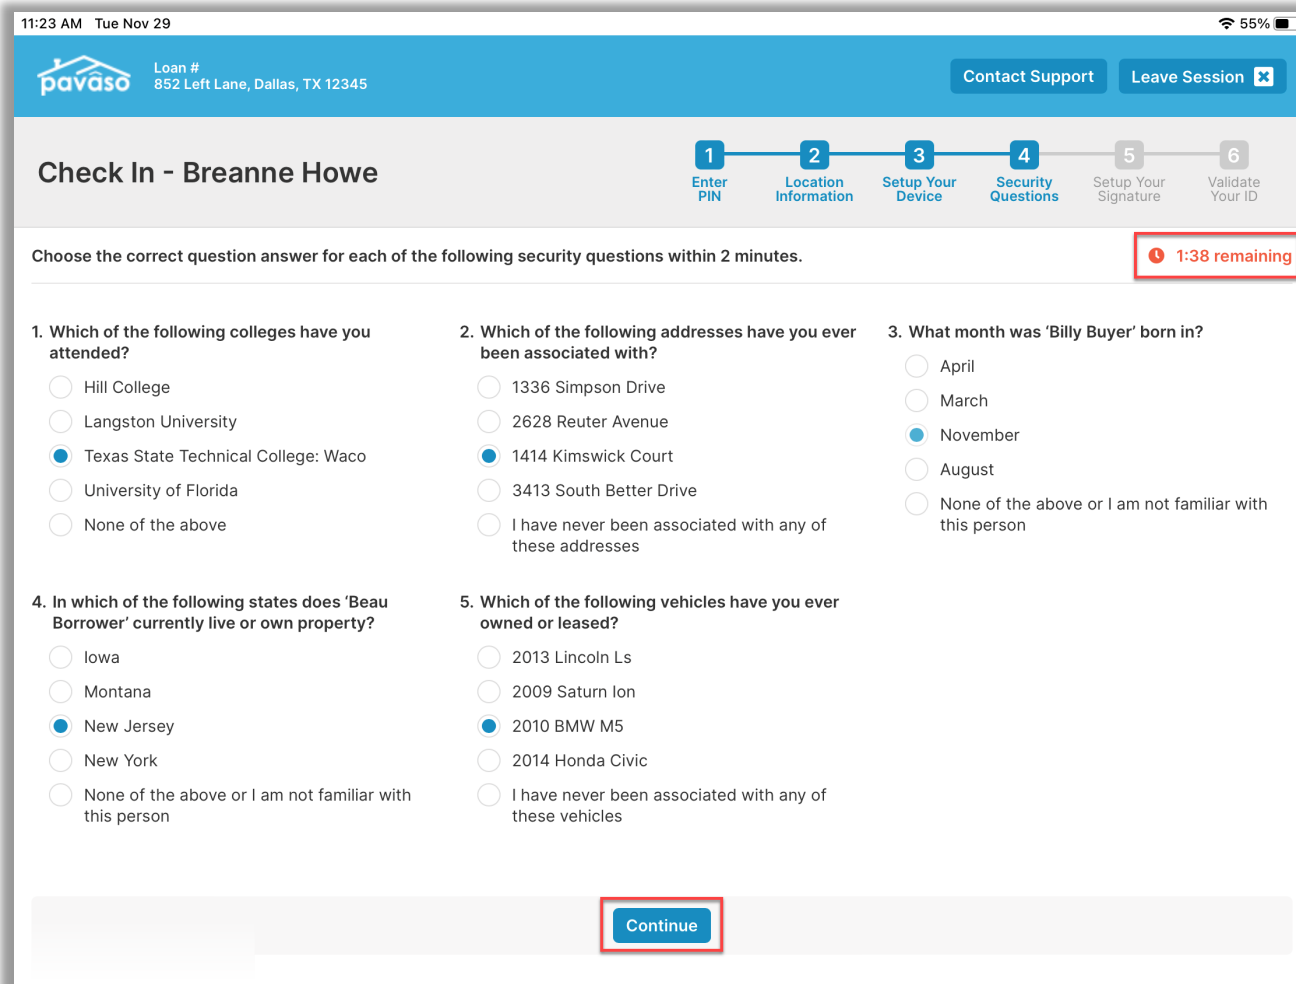 11:23 AM Tue Nov 29
55%
pavaso
Loan #
852 Left Lane, Dallas, TX 12345
Contact Support
Leave Session
Check In - Breanne Howe
1
2
3
4
5
6
Enter
PIN
Location
Information
Setup Your
Device
Security
Questions
Setup Your
Signature
Validate
Your ID
Choose the correct question answer for each of the following security questions within 2 minutes.
1:38 remaining
1. Which of the following colleges have you
attended?
Hill College
Langston University
Texas State Technical College: Waco
University of Florida
None of the above
2. Which of the following addresses have you ever
been associated with?
1336 Simpson Drive
2628 Reuter Avenue
1414 Kimswick Court
3413 South Better Drive
I have never been associated with any of
these addresses
3. What month was ‘Billy Buyer’ born in?
April
March
November
August
None of the above or I am not familiar with
this person
4. In which of the following states does ‘Beau
Borrower’ currently live or own property?
Iowa
Montana
New Jersey
New York
None of the above or I am not familiar with
this person
5. Which of the following vehicles have you ever
owned or leased?
2013 Lincoln Ls
2009 Saturn Ion
2010 BMW M5
2014 Honda Civic
I have never been associated with any of
these vehicles
Continue